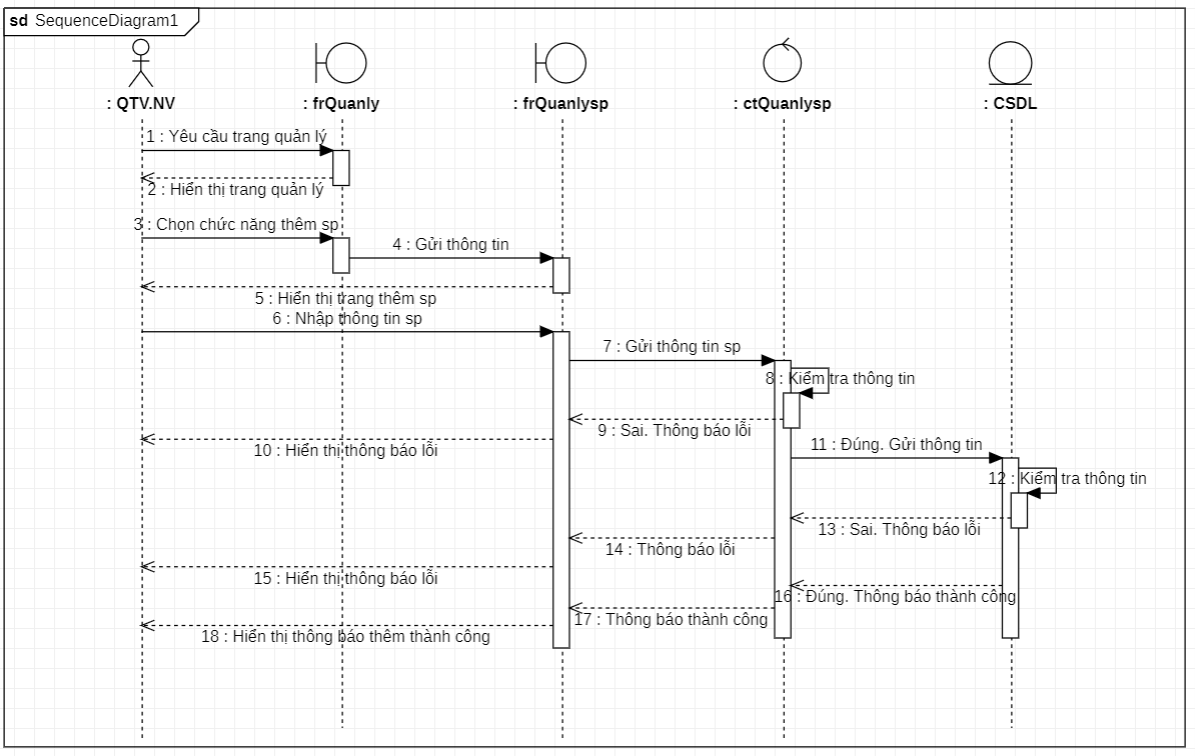 sd SequenceDiagram1
: QTV.NV
: frQuanly
: frQuanlysp
: ctQuanlysp
: CSDL
1 : Yêu cầu trang quản lý
2 : Hiển thị trang quản lý
3 : Chọn chức năng thêm sp
4 : Gửi thông tin
5 : Hiển thị trang thêm sp
6 : Nhập thông tin sp
7 : Gửi thông tin sp
8 : Kiểm tra thông tin
9 : Sai. Thông báo lỗi
10 : Hiển thị thông báo lỗi
11 : Đúng. Gửi thông tin
12 : Kiểm tra thông tin
13 : Sai. Thông báo lỗi
14 : Thông báo lỗi
15 : Hiển thị thông báo lỗi
16 : Đúng. Thông báo thành công
17 : Thông báo thành công
18 : Hiển thị thông báo thêm thành công